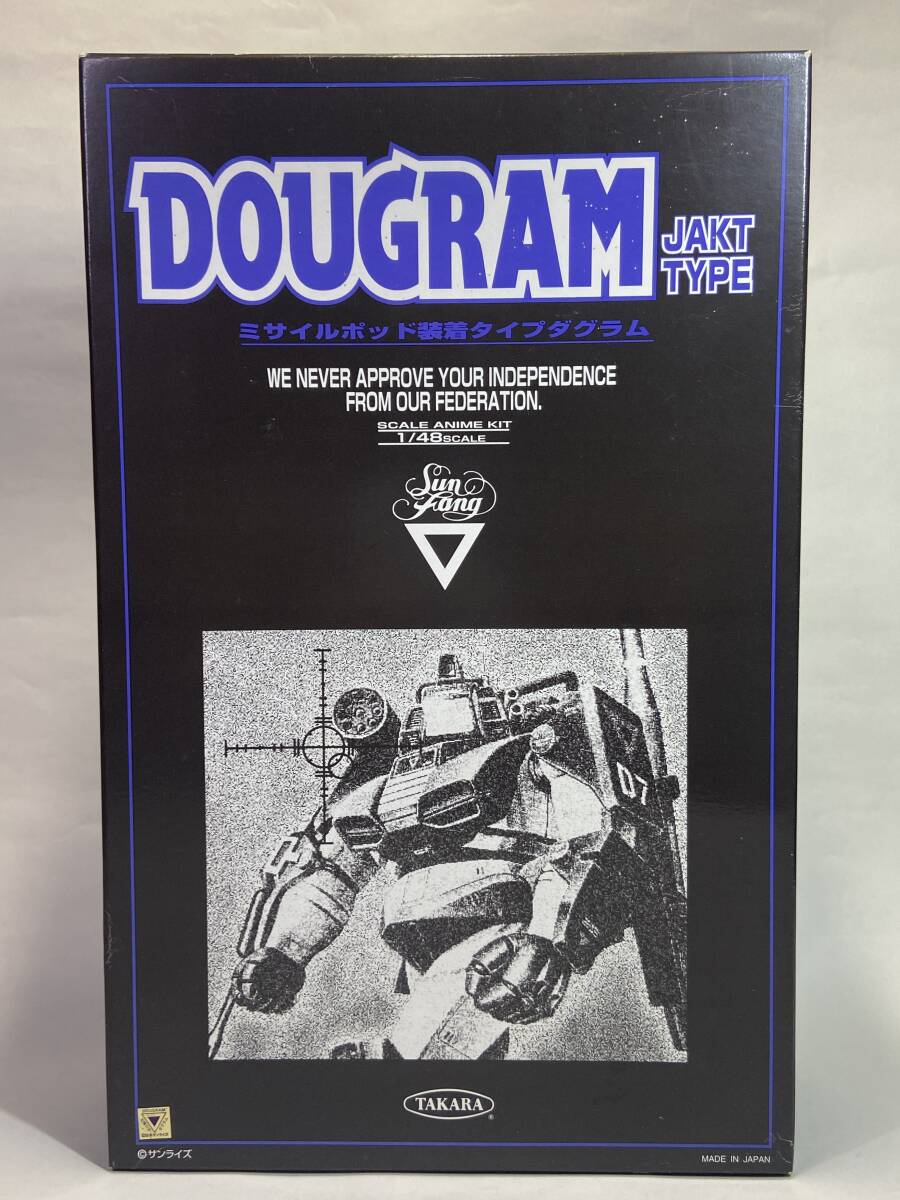 DOUGRAM
JAKT
TYPE
ミサイルポッド装着タイプダグラム
WE NEVER APPROVE YOUR INDEPENDENCE
FROM OUR FEDERATION.
SCALE ANIME KIT
1/48SCALE
Sun
Fang
TAKARA®
DOUGRAM
©サンライズ
MADE IN JAPAN